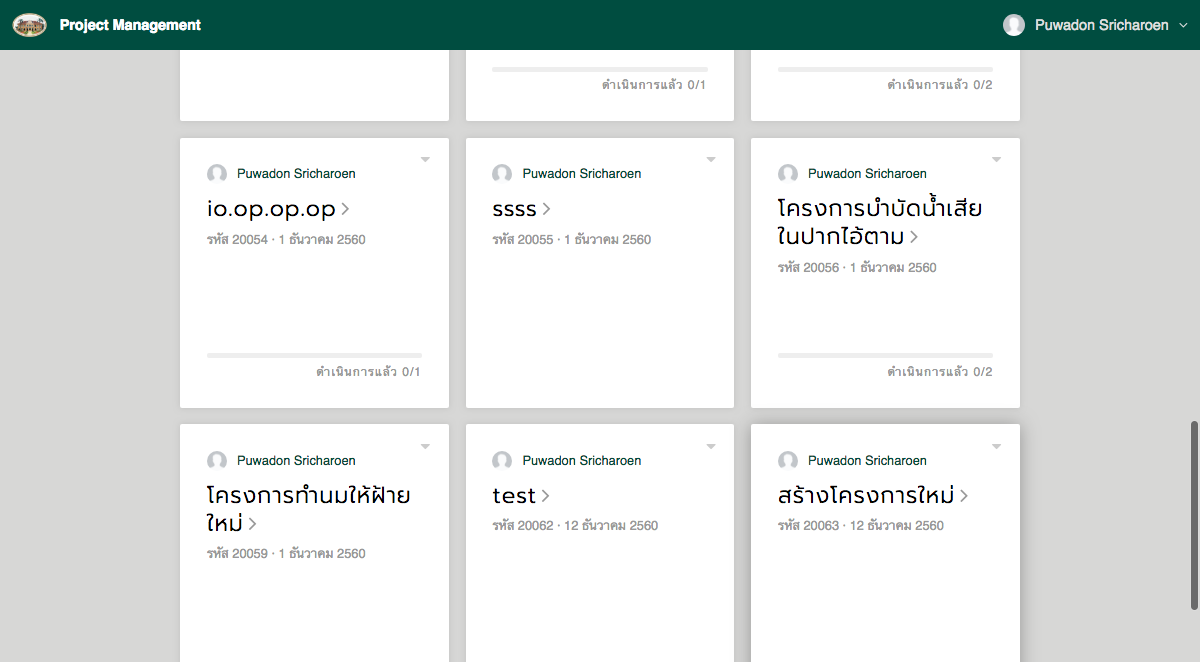 Project Management
Puwadon Sricharoen
ดำเนินการแล้ว 0/1
ดำเนินการแล้ว 0/2
Puwadon Sricharoen
io.op.op.op
รหัส 20054 · 1 ธันวาคม 2560
ดำเนินการแล้ว 0/1
Puwadon Sricharoen
ssss
รหัส 20055 · 1 ธันวาคม 2560
Puwadon Sricharoen
โครงการบำบัดน้ำเสีย
ในปากไอ้ตาม
รหัส 20056 · 1 ธันวาคม 2560
ดำเนินการแล้ว 0/2
Puwadon Sricharoen
โครงการทำนมให้ฝ้าย
ใหม่
รหัส 20059 · 1 ธันวาคม 2560
Puwadon Sricharoen
test
รหัส 20062 · 12 ธันวาคม 2560
Puwadon Sricharoen
สร้างโครงการใหม่
รหัส 20063 · 12 ธันวาคม 2560